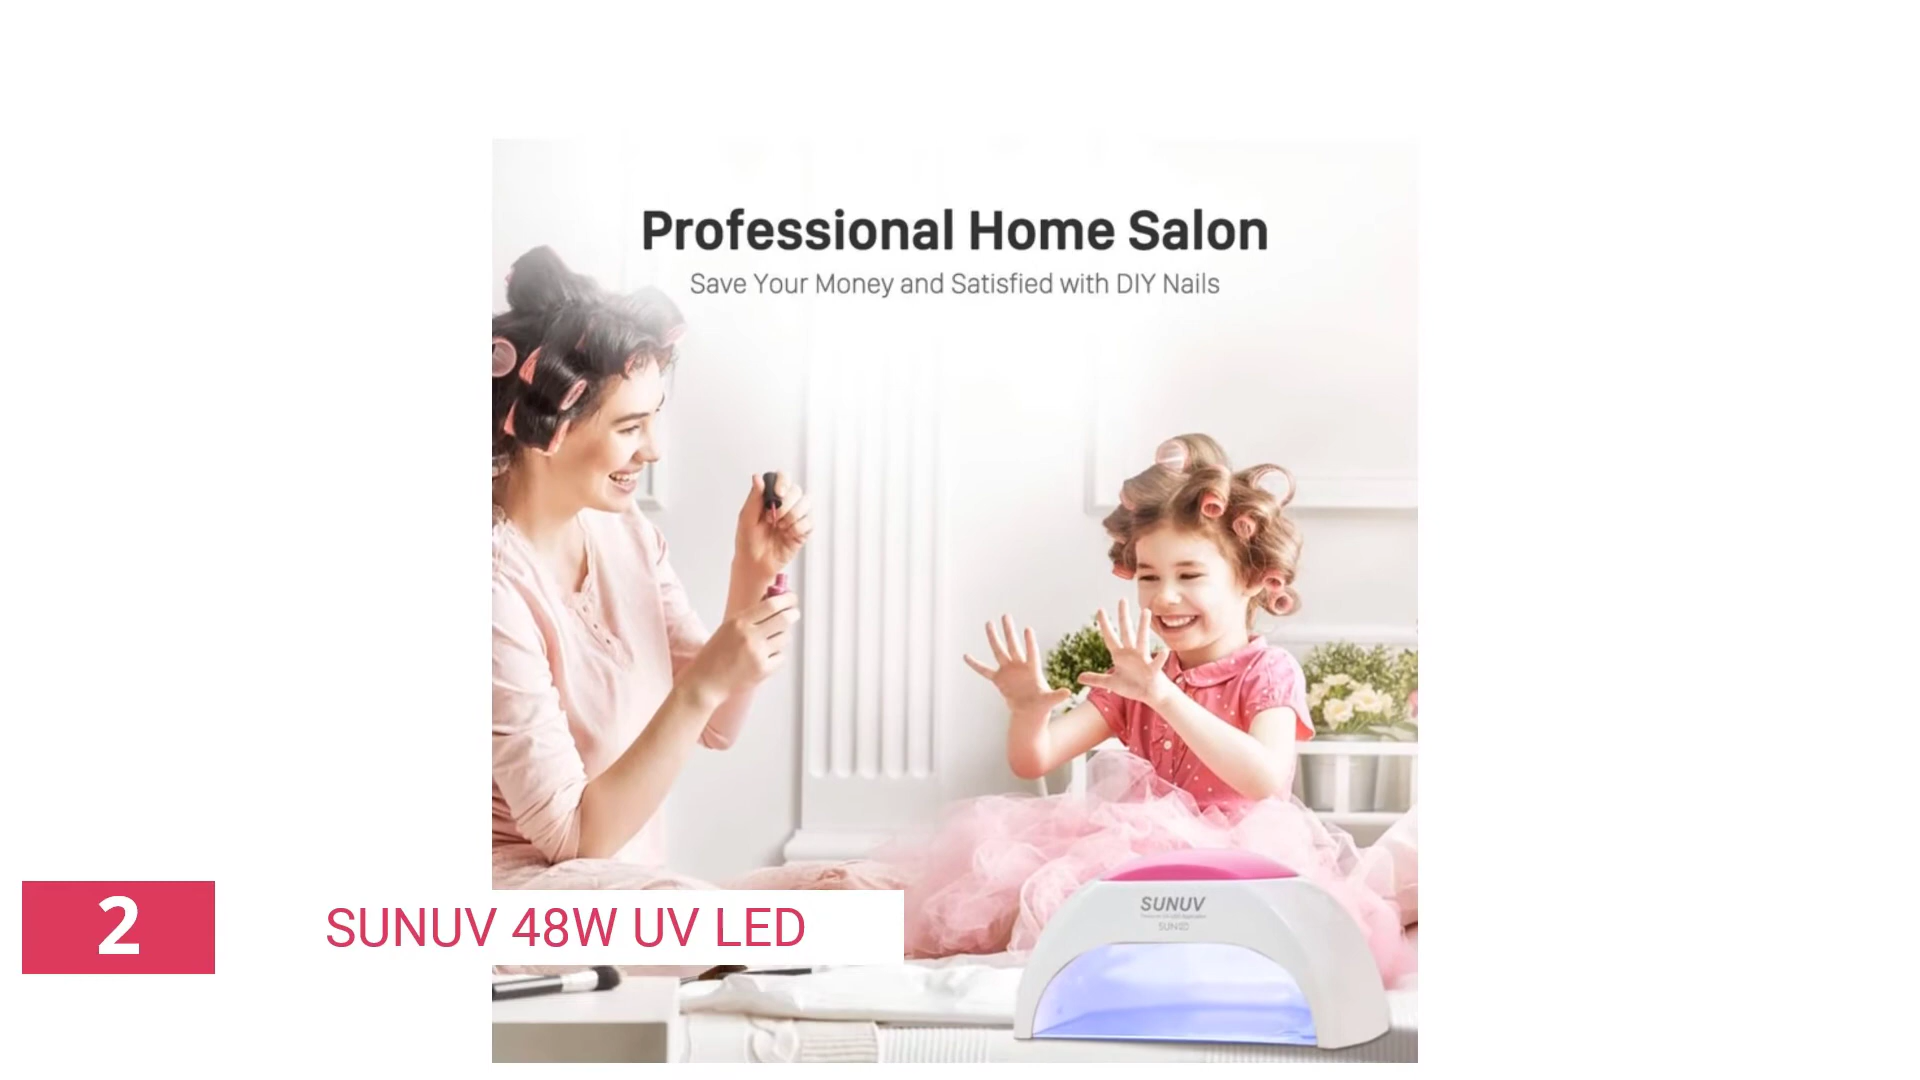 Professional Home Salon
Save Your Money and Satisfied with DIY Nails
SUNUV
2
SUNUV 48W UV LED